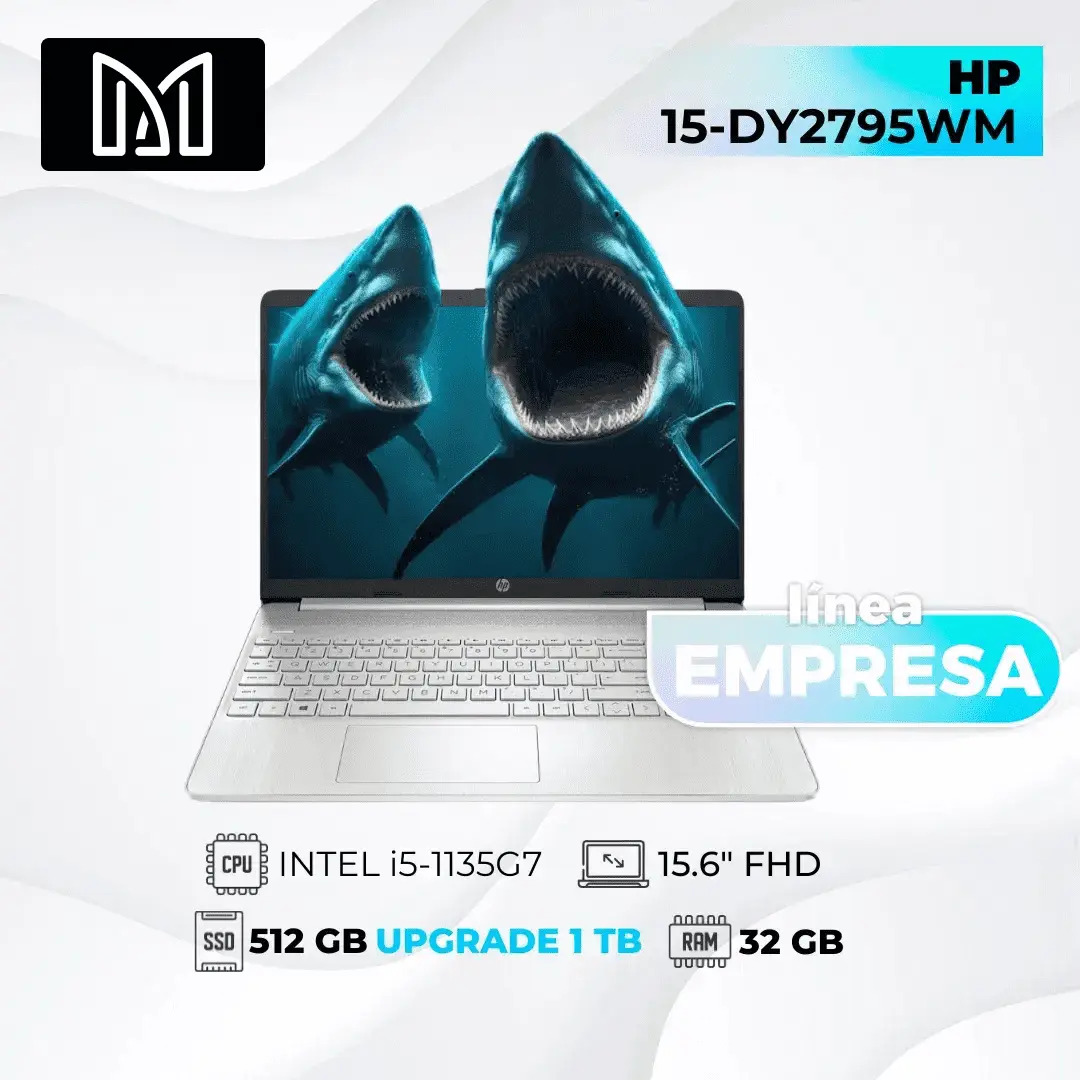 HP
15-DY2795WM
hp
línea
EMPRESA
CPU INTEL i5-1135G7
15.6" FHD
SSD 512 GB UPGRADE 1 TB
RAM 32 GB